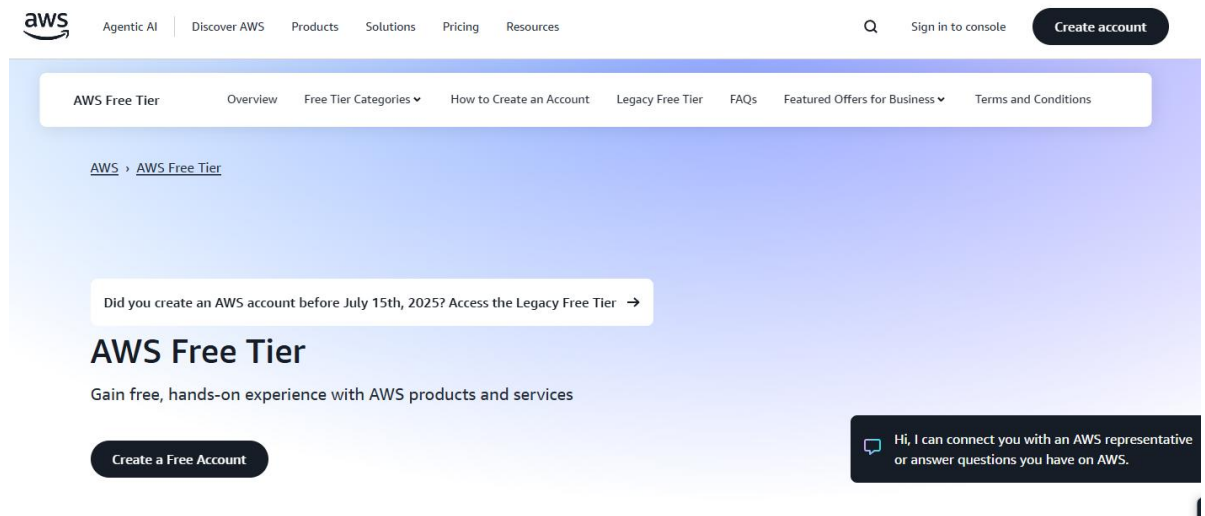 aws Agentic AI Discover AWS Products Solutions Pricing Resources Sign in to console Create account
AWS Free Tier Overview Free Tier Categories How to Create an Account Legacy Free Tier FAQs Featured Offers for Business Terms and Conditions
AWS › AWS Free Tier
Did you create an AWS account before July 15th, 2025? Access the Legacy Free Tier →
AWS Free Tier
Gain free, hands-on experience with AWS products and services
Create a Free Account
Hi, I can connect you with an AWS representative
or answer questions you have on AWS.